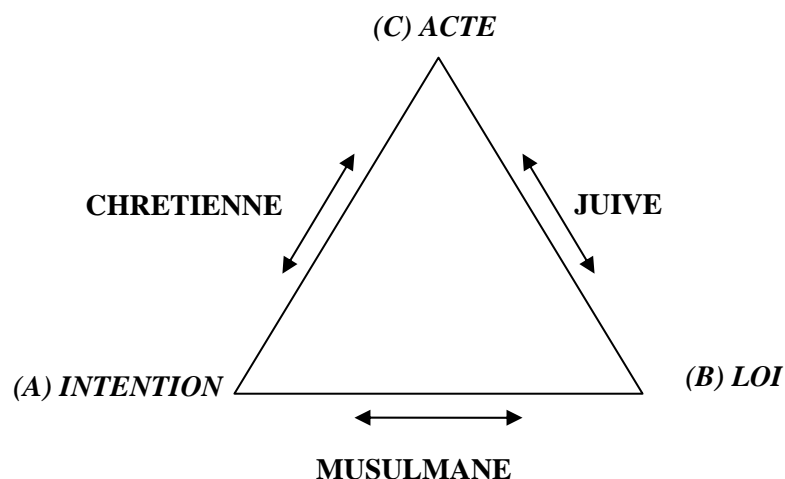 (C) ACTE
CHRETIENNE
JUIVE
(A) INTENTION
(B) LOI
MUSULMANE